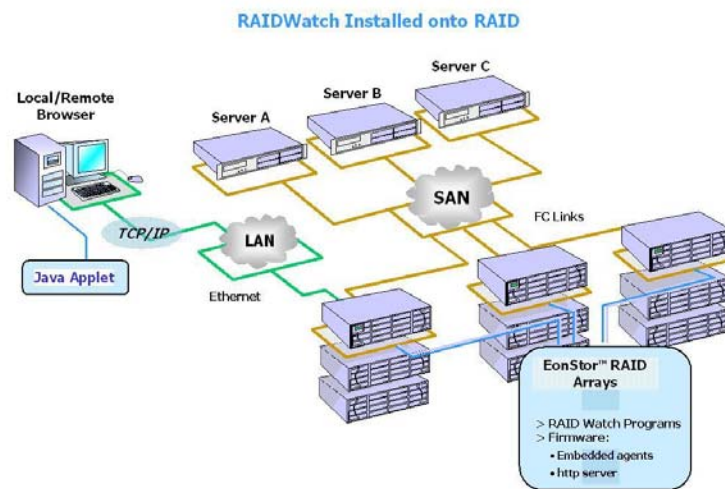 RAIDWatch Installed onto RAID
Server C
Server B
Local/Remote
Browser
Server A
SAN
FC Links
TCP/IP
LAN
Java Applet
Ethernet
EonStor™ RAID
Arrays
> RAID Watch Programs
> Firmware:
• Embedded agents
• http server